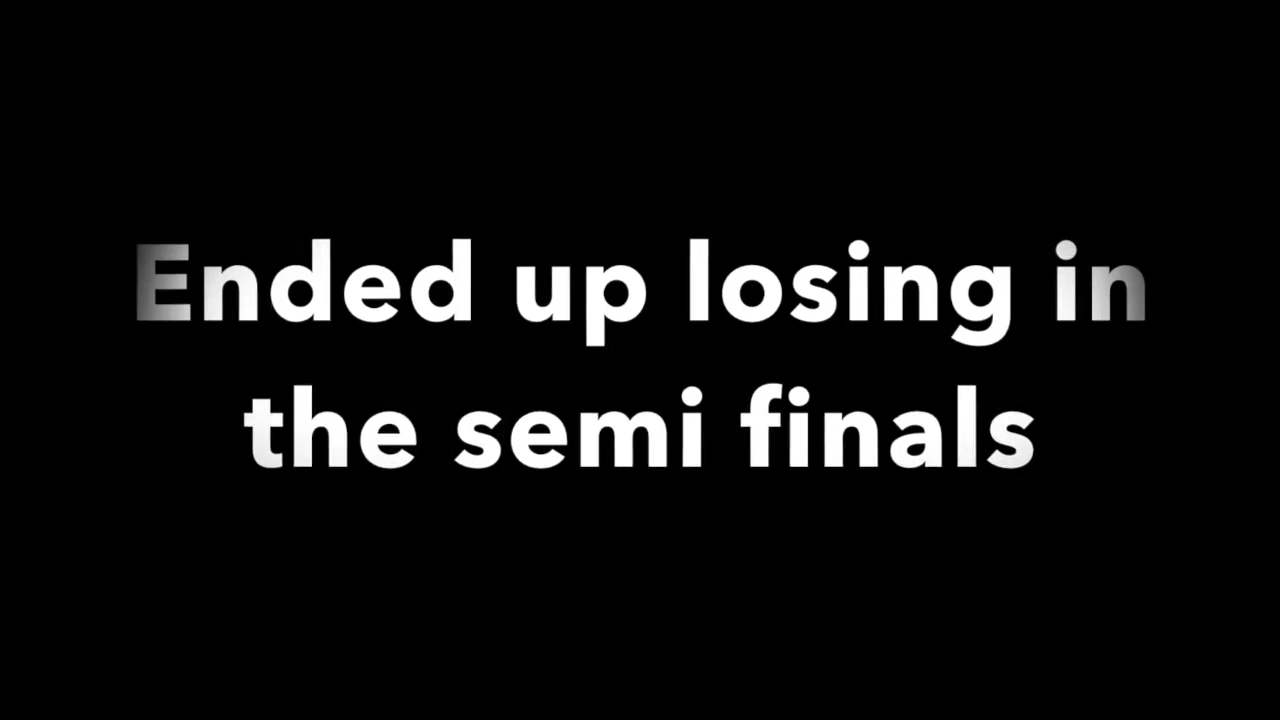 Ended up losing in
the semi finals